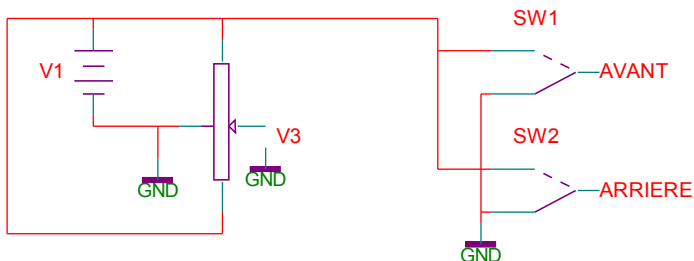 SW1
V1
AVANT
V3
SW2
GND
GND
ARRIERE
GND